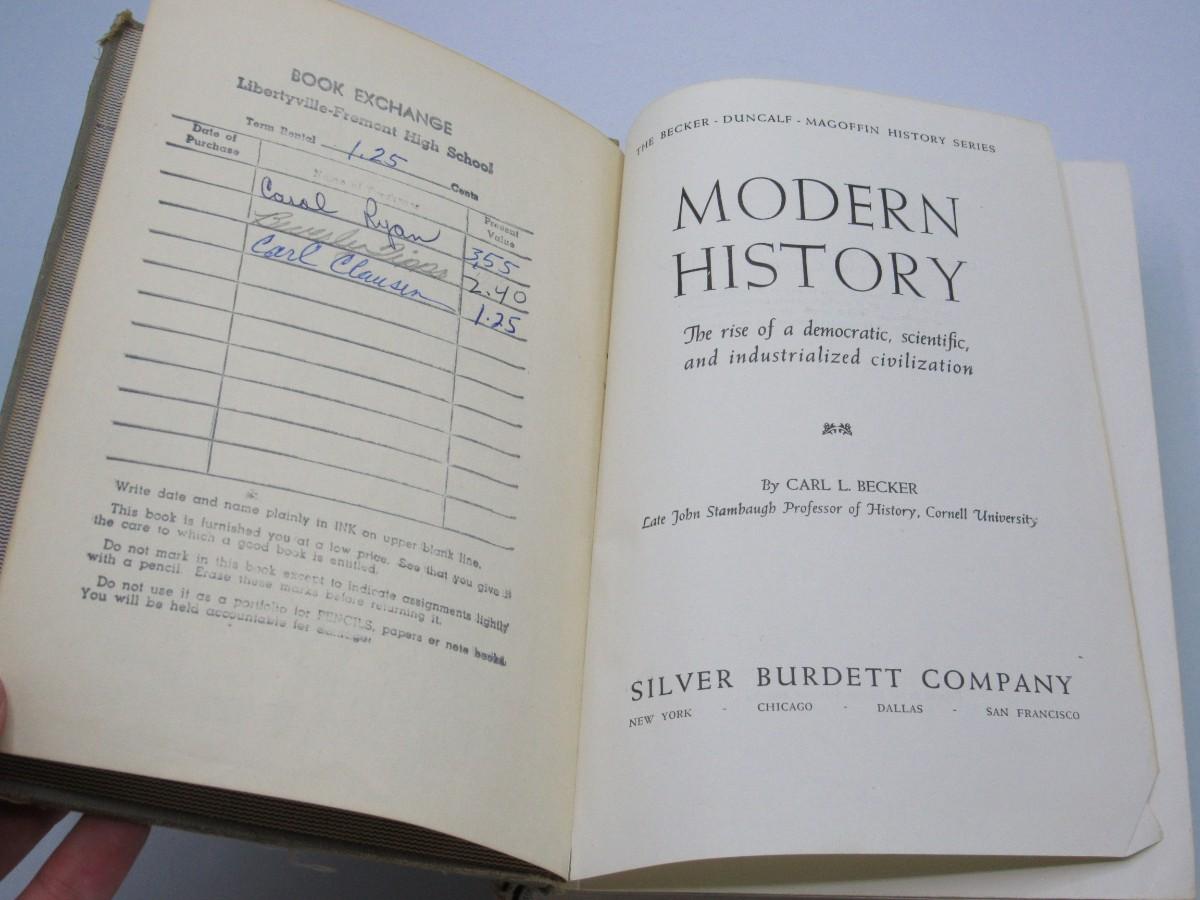 BOOK EXCHANGE
Libertyville-Fremont High School
Term Rental 1.25 Cents
Date of Purchase
Name of Purchaser
Present Value
Carol Ryan 3.55
Beverly 2.40
Carl Clausen 1.25
Write date and name plainly in INK on upper blank line.
This book is furnished you at a low price. See that you give it
the care to which a good book is entitled.
Do not mark in this book except to indicate assignments lightly
with a pencil. Erase these marks before returning it.
Do not use it as a portfolio for PENCILS, papers or note books.
You will be held accountable for damage.
THE BECKER - DUNCALF - MAGOFFIN HISTORY SERIES
MODERN
HISTORY
The rise of a democratic, scientific,
and industrialized civilization
By CARL L. BECKER
Late John Stambaugh Professor of History, Cornell University
SILVER BURDETT COMPANY
NEW YORK - CHICAGO - DALLAS - SAN FRANCISCO